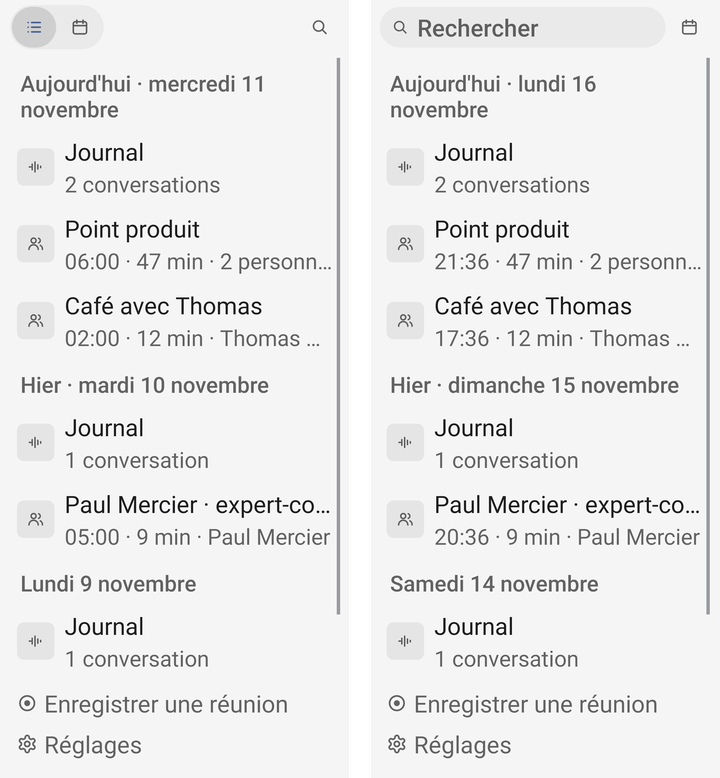 Aujourd'hui · mercredi 11
novembre
Journal
2 conversations
Point produit
06:00 · 47 min · 2 personn...
Café avec Thomas
02:00 · 12 min · Thomas ...
Hier · mardi 10 novembre
Journal
1 conversation
Paul Mercier · expert-co...
05:00 · 9 min · Paul Mercier
Lundi 9 novembre
Journal
1 conversation
Enregistrer une réunion
Réglages
Rechercher
Aujourd'hui · lundi 16
novembre
Journal
2 conversations
Point produit
21:36 · 47 min · 2 personn...
Café avec Thomas
17:36 · 12 min · Thomas ...
Hier · dimanche 15 novembre
Journal
1 conversation
Paul Mercier · expert-co...
20:36 · 9 min · Paul Mercier
Samedi 14 novembre
Journal
1 conversation
Enregistrer une réunion
Réglages